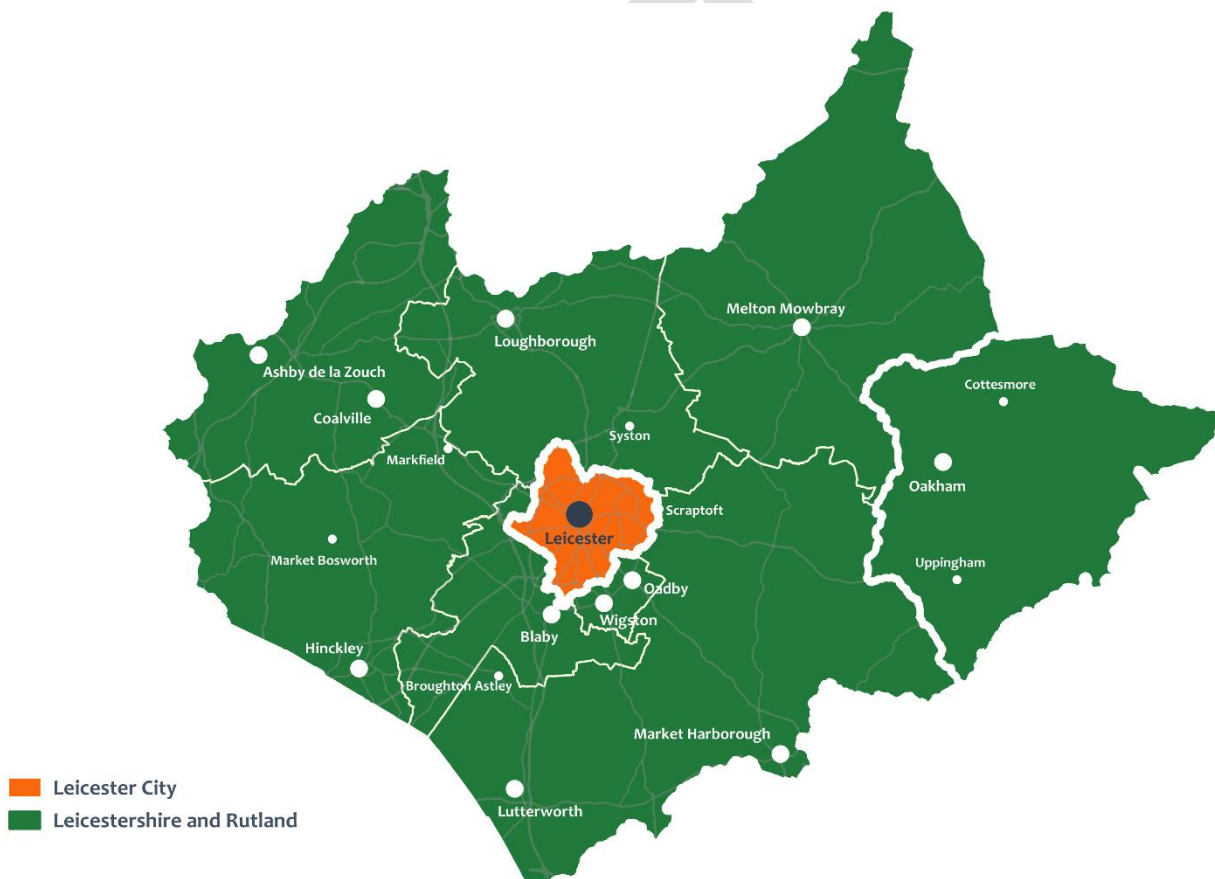 Melton Mowbray
Loughborough
Ashby de la Zouch
Cottesmore
Coalville
Syston
Markfield
Oakham
Scraptoft
Leicester
Market Bosworth
Uppingham
Oadby
Wigston
Blaby
Hinckley
Broughton Astley
Market Harborough
Lutterworth
Leicester City
Leicestershire and Rutland